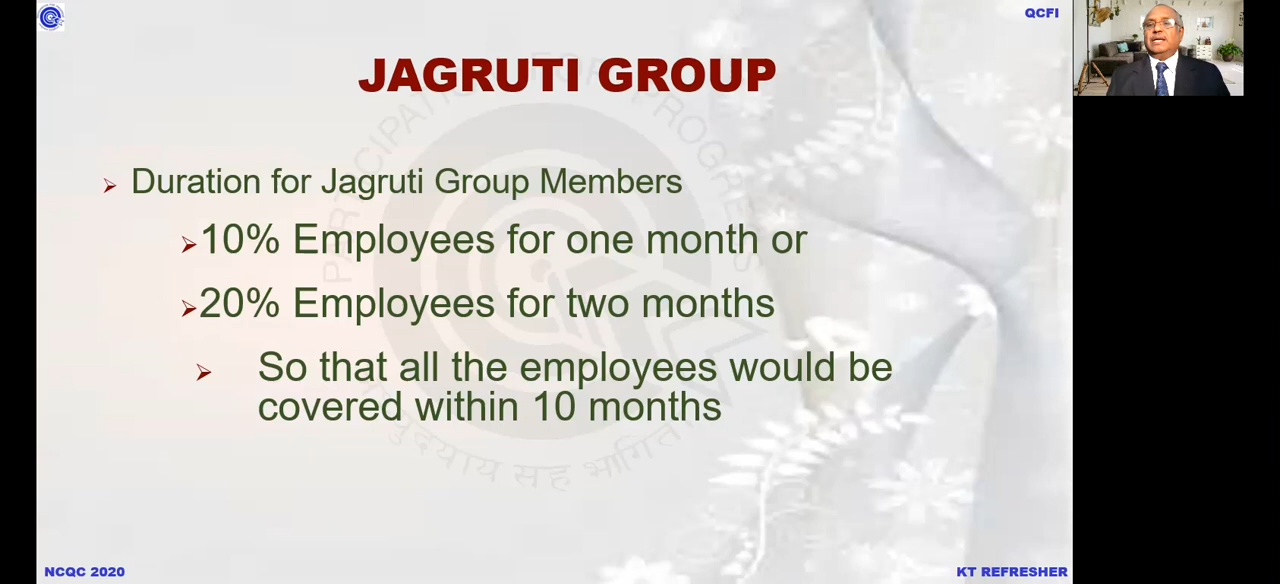 QCFI
JAGRUTI GROUP
Duration for Jagruti Group Members
10% Employees for one month or
20% Employees for two months
So that all the employees would be
covered within 10 months
NCQC 2020
KT REFRESHER